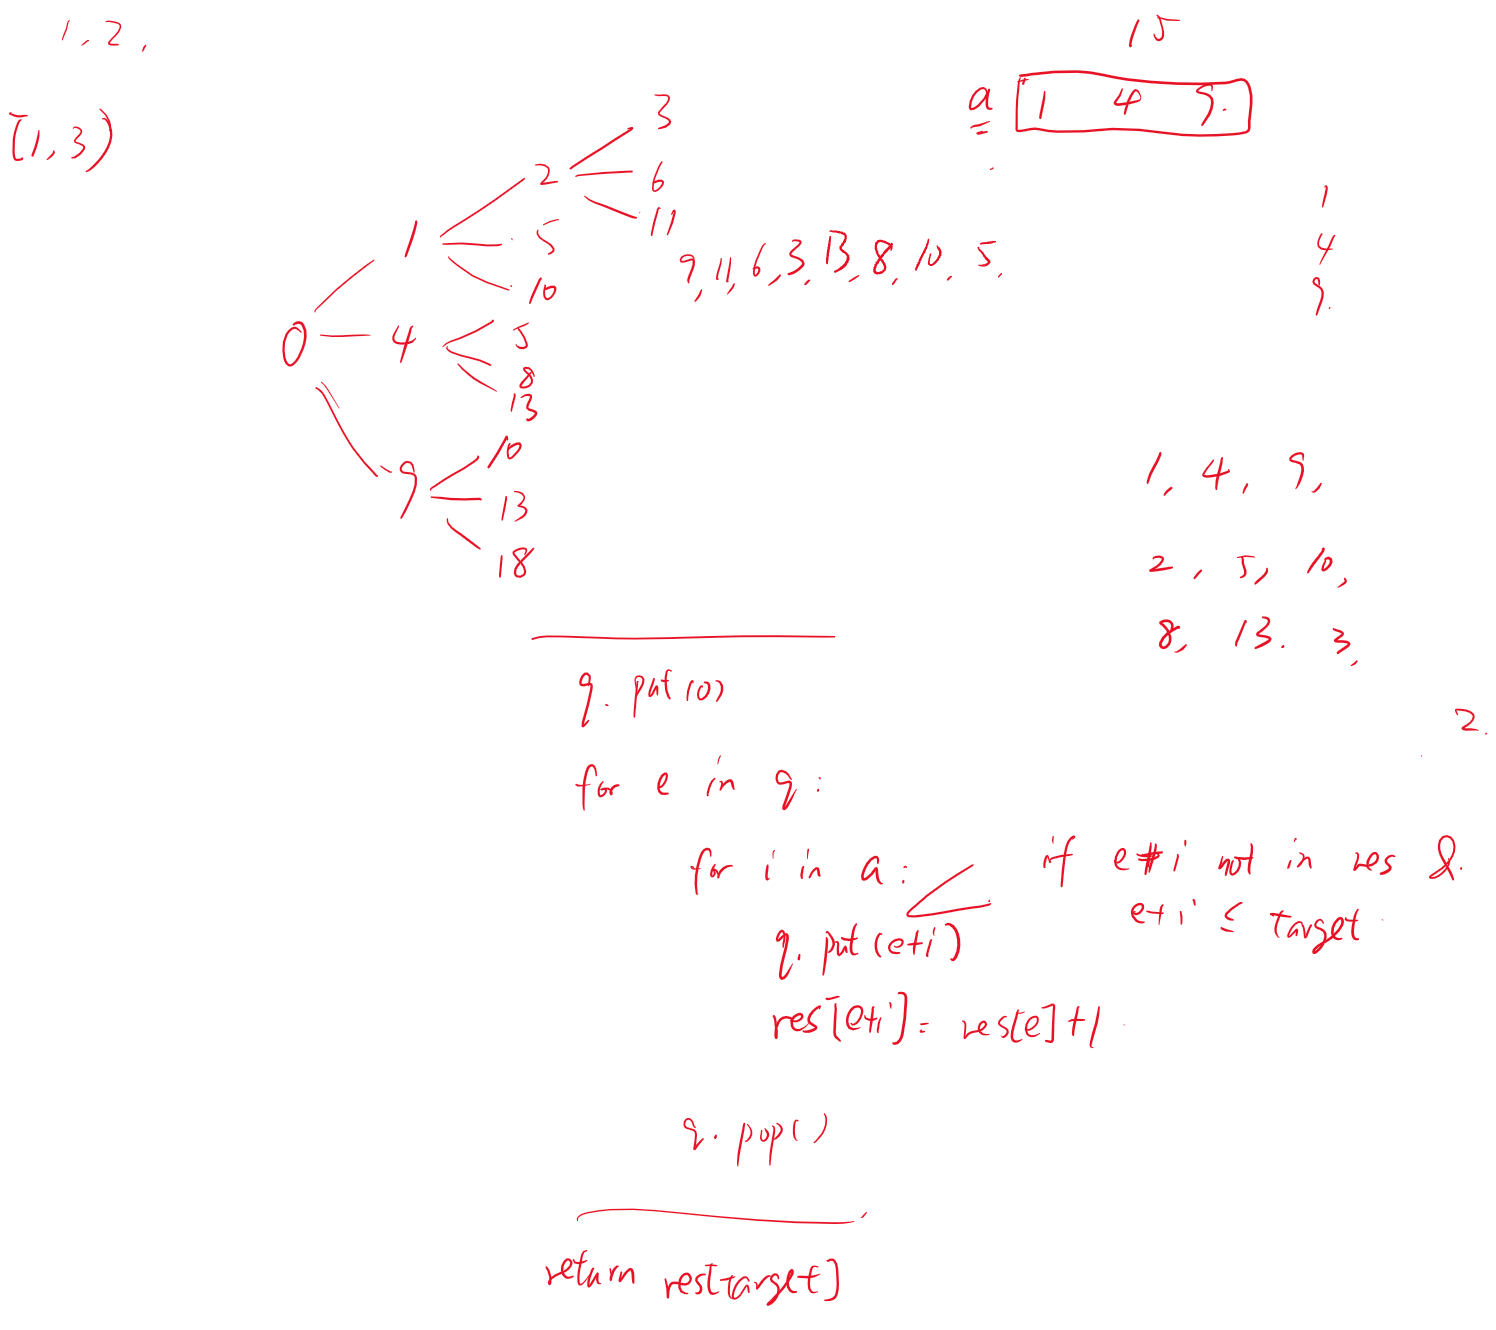 1, 2,
15
a 1 4 9.
[1, 3)
3
2
6
11
1
5
10
9, 11, 6, 3, 13, 8, 10, 5,
1
4
9.
0
4
5
8
13
9
10
13
18
1, 4, 9,
2, 5, 10,
8, 13. 3,
q. put(0)
2.
for e in q:
for i in a:
if e+i not in res &.
e+i ≤ target
q. put(e+i)
res[e+i] = res[e]+1
q. pop()
return res[target]